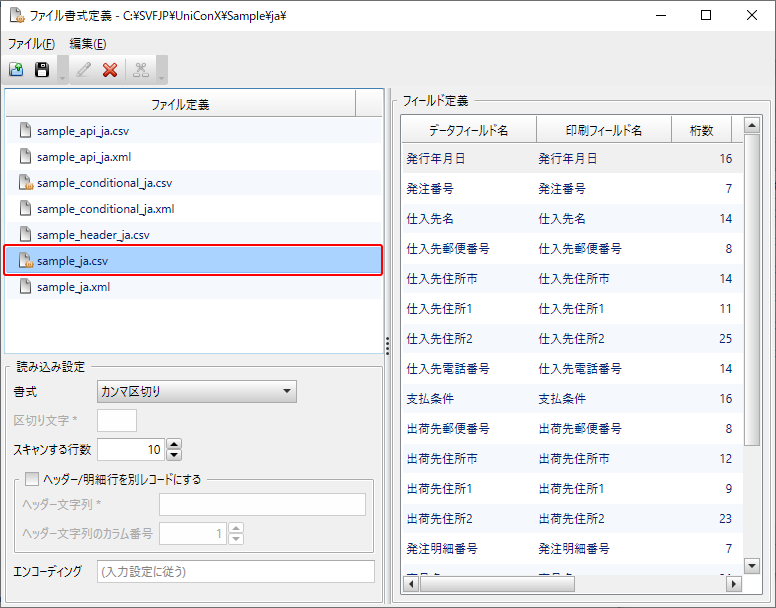 ファイル書式定義 - C:¥SVFJP¥UniConX¥Sample¥ja¥
ファイル(F) 編集(E)
ファイル定義
sample_api_ja.csv
sample_api_ja.xml
sample_conditional_ja.csv
sample_conditional_ja.xml
sample_header_ja.csv
sample_ja.csv
sample_ja.xml
読み込み設定
書式 カンマ区切り
区切り文字 *
スキャンする行数 10
ヘッダー/明細行を別レコードにする
ヘッダー文字列 *
ヘッダー文字列のカラム番号 1
エンコーディング (入力設定に従う)
フィールド定義
データフィールド名 印刷フィールド名 桁数
発行年月日 発行年月日 16
発注番号 発注番号 7
仕入先名 仕入先名 14
仕入先郵便番号 仕入先郵便番号 8
仕入先住所市 仕入先住所市 14
仕入先住所1 仕入先住所1 11
仕入先住所2 仕入先住所2 25
仕入先電話番号 仕入先電話番号 14
支払条件 支払条件 16
出荷先郵便番号 出荷先郵便番号 8
出荷先住所市 出荷先住所市 12
出荷先住所1 出荷先住所1 9
出荷先住所2 出荷先住所2 23
発注明細番号 発注明細番号 7